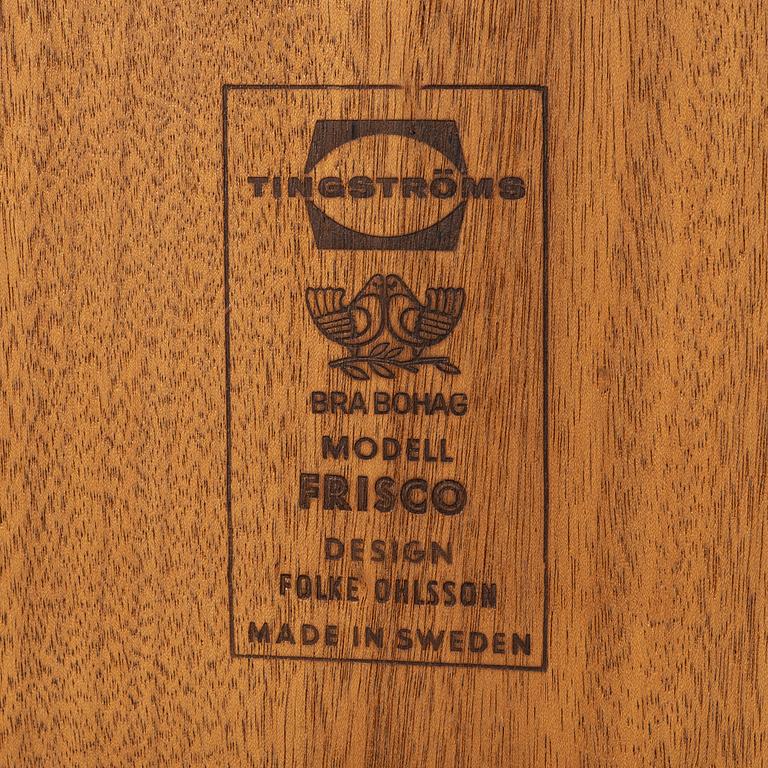 TINGSTRÖMS
BRA BOHAG
MODELL
FRISCO
DESIGN
FOLKE OHLSSON
MADE IN SWEDEN